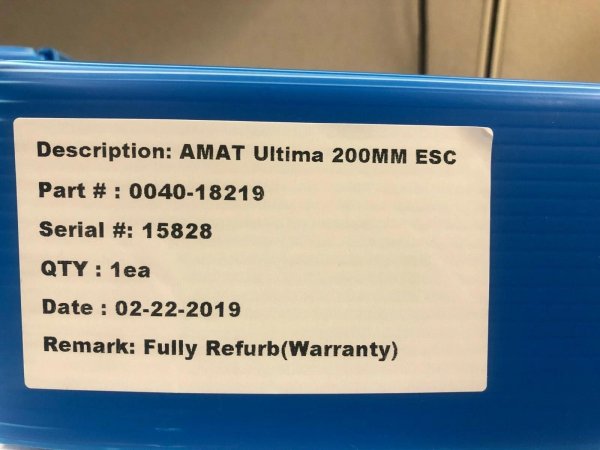 Description: AMAT Ultima 200MM ESC
Part # : 0040-18219
Serial #: 15828
QTY : 1ea
Date : 02-22-2019
Remark: Fully Refurb(Warranty)